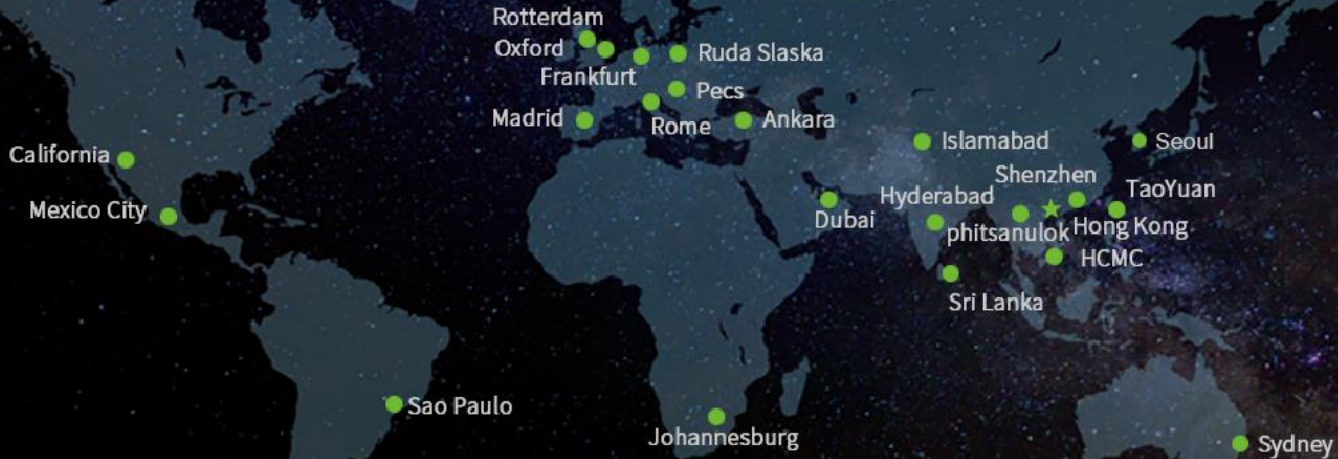 Rotterdam
Oxford
Ruda Slaska
Frankfurt
Pecs
Madrid
Rome
Ankara
California
Islamabad
Seoul
Shenzhen
TaoYuan
Mexico City
Hyderabad
Dubai
phitsanulok
Hong Kong
HCMC
Sri Lanka
Sao Paulo
Johannesburg
Sydney